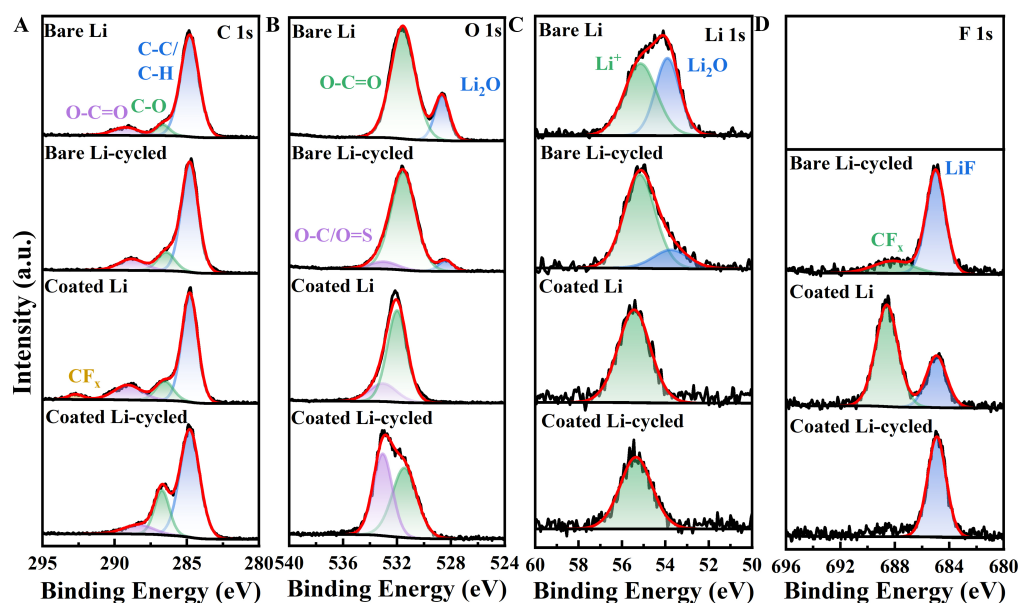 A
Bare Li
C 1s
C-C/
C-H
O-C=O
C-O
Bare Li-cycled
Coated Li
CFₓ
Coated Li-cycled
295
290
285
280
Binding Energy (eV)
Intensity (a.u.)
B
Bare Li
O 1s
O-C=O
Li₂O
Bare Li-cycled
O-C/O=S
Coated Li
Coated Li-cycled
540
536
532
528
524
Binding Energy (eV)
C
Bare Li
Li 1s
Li⁺
Li₂O
Bare Li-cycled
Coated Li
Coated Li-cycled
60
58
56
54
52
50
Binding Energy (eV)
D
F 1s
Bare Li-cycled
LiF
CFₓ
Coated Li
Coated Li-cycled
696
692
688
684
680
Binding Energy (eV)